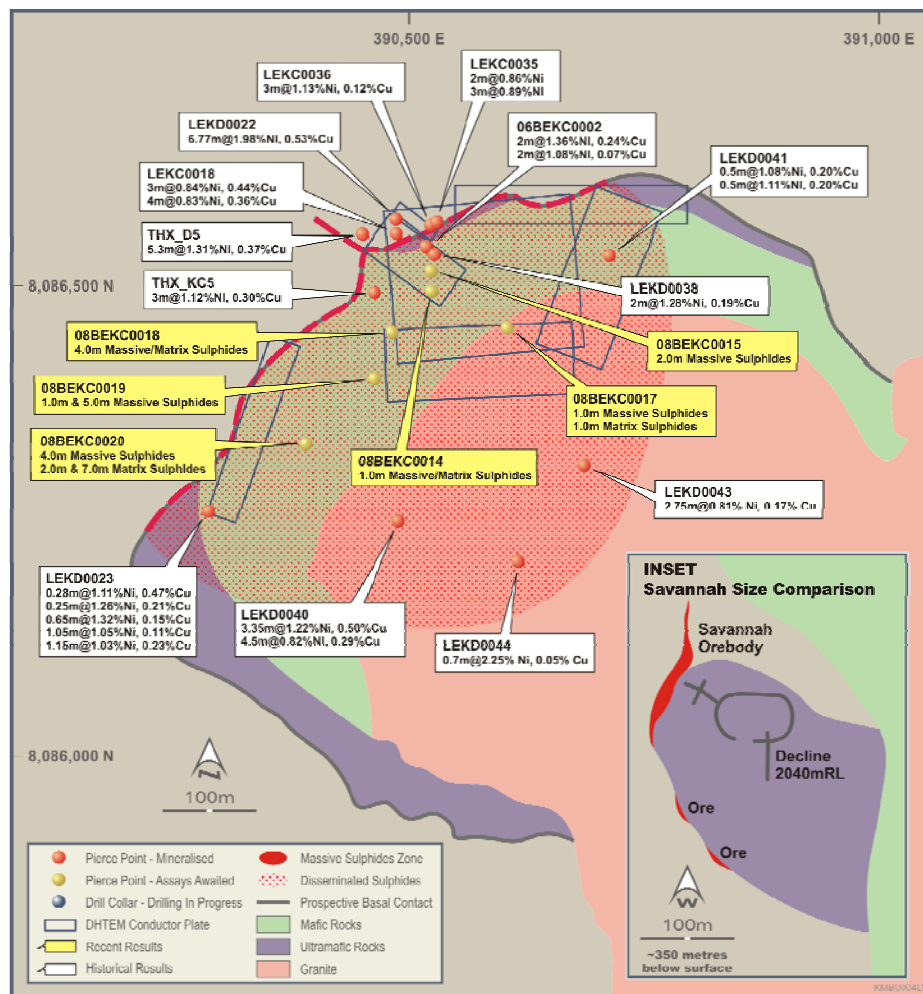 390,500 E
391,000 E
LEKC0036
3m@1.13%Ni, 0.12%Cu
LEKC0035
2m@0.86%Ni
3m@0.89%NI
LEKD0022
6.77m@1.98%NI, 0.53%Cu
06BEKC0002
2m@1.36%Ni, 0.24%Cu
2m@1.08%Ni, 0.07%Cu
LEKD0041
0.5m@1.08%Ni, 0.20%Cu
0.5m@1.11%NI, 0.20%Cu
LEKC0018
3m@0.84%Ni, 0.44%Cu
4m@0.83%Ni, 0.36%Cu
THX_D5
5.3m@1.31%NI, 0.37%Cu
8,086,500 N
THX_KC5
3m@1.12%NI, 0.30%Cu
LEKD0038
2m@1.28%Ni, 0.19%Cu
08BEKC0018
4.0m Massive/Matrix Sulphides
08BEKC0015
2.0m Massive Sulphides
08BEKC0019
1.0m & 5.0m Massive Sulphides
08BEKC0017
1.0m Massive Sulphides
1.0m Matrix Sulphides
08BEKC0020
4.0m Massive Sulphides
2.0m & 7.0m Matrix Sulphides
08BEKC0014
1.0m Massive/Matrix Sulphides
LEKD0043
2.75m@0.81% Ni, 0.17% Cu
LEKD0023
0.28m@1.11%Ni, 0.47%Cu
0.25m@1.26%Ni, 0.21%Cu
0.65m@1.32%Ni, 0.15%Cu
1.05m@1.05%Ni, 0.11%Cu
1.15m@1.03%Ni, 0.23%Cu
LEKD0040
3.35m@1.22%Ni, 0.50%Cu
4.5m@0.82%NI, 0.29%Cu
LEKD0044
0.7m@2.25% Ni, 0.05% Cu
8,086,000 N
N
100m
INSET
Savannah Size Comparison
Savannah
Orebody
Decline
2040mRL
Ore
Ore
N
100m
~350 metres
below surface
Pierce Point - Mineralised
Pierce Point - Assays Awaited
Drill Collar - Drilling In Progress
DHTEM Conductor Plate
Recent Results
Historical Results
Massive Sulphides Zone
Disseminated Sulphides
Prospective Basal Contact
Mafic Rocks
Ultramafic Rocks
Granite